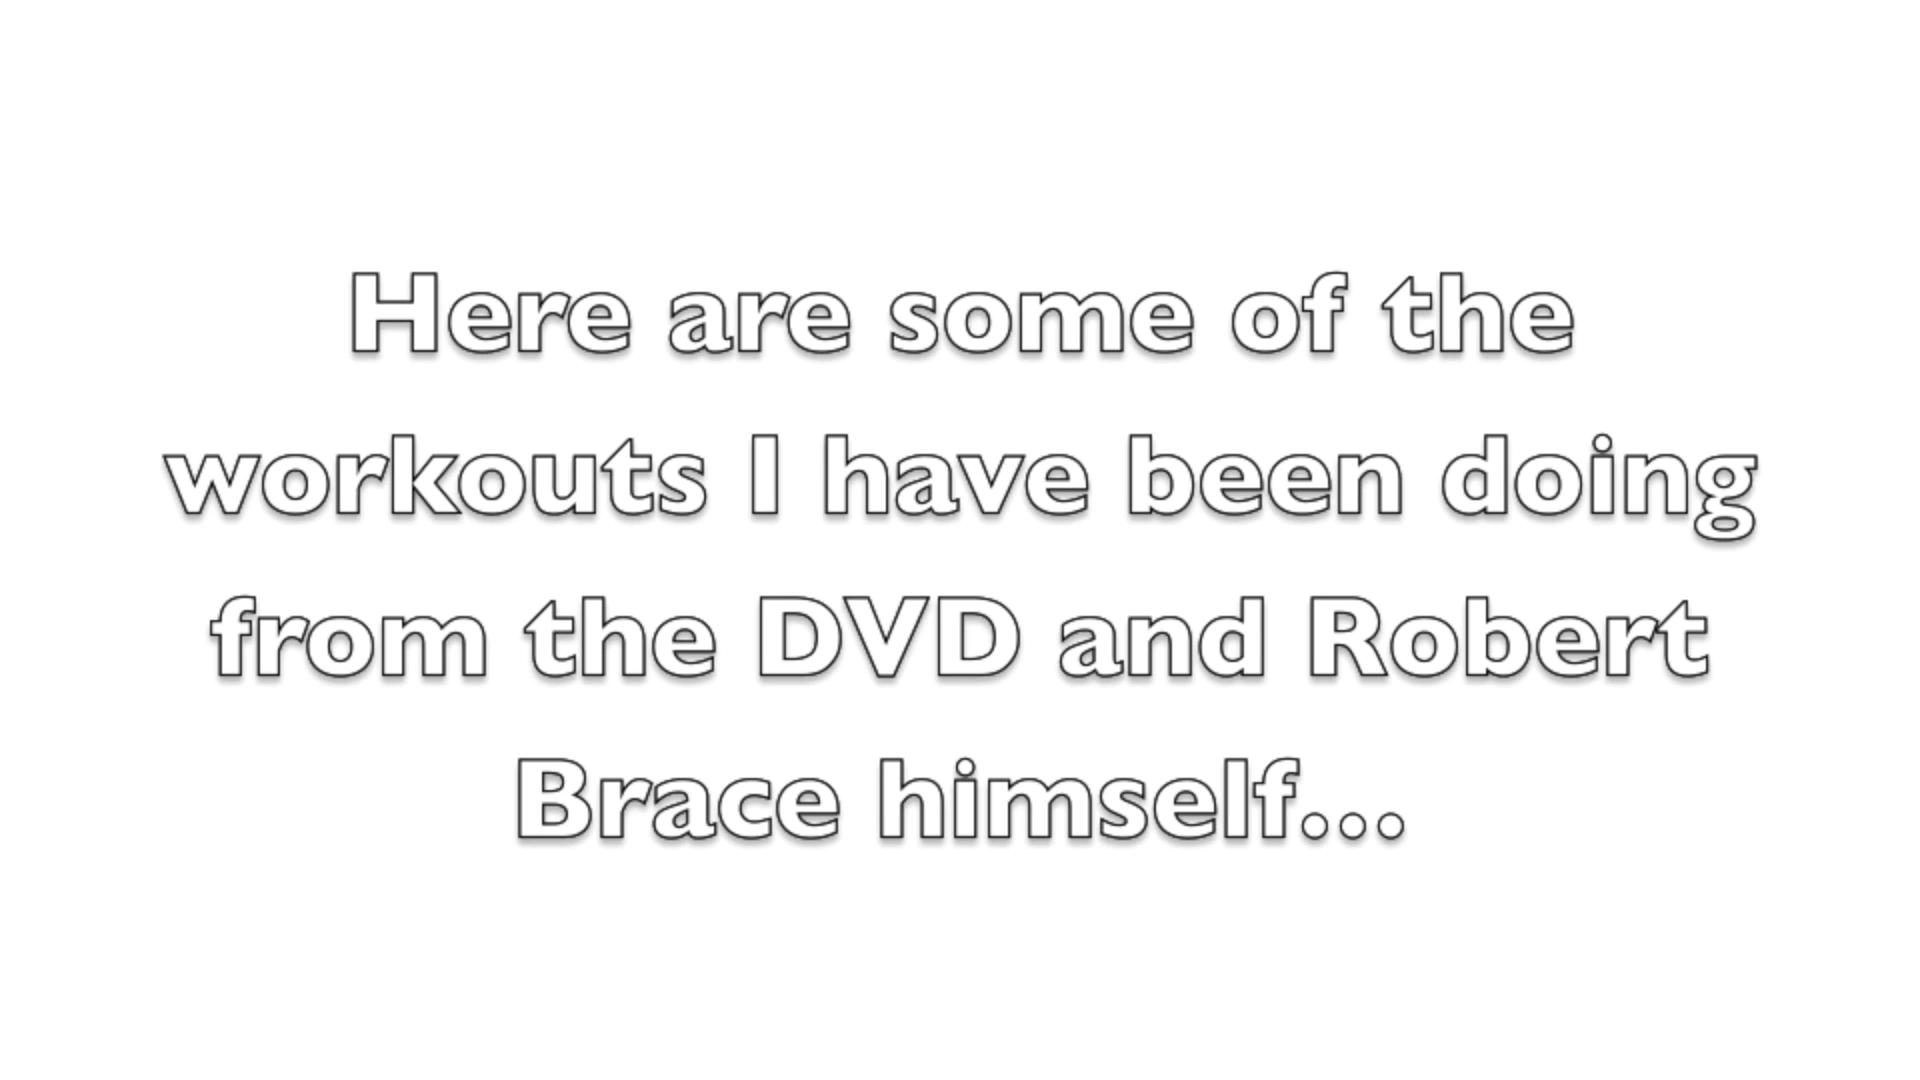 Here are some of the
workouts I have been doing
from the DVD and Robert
Brace himself...